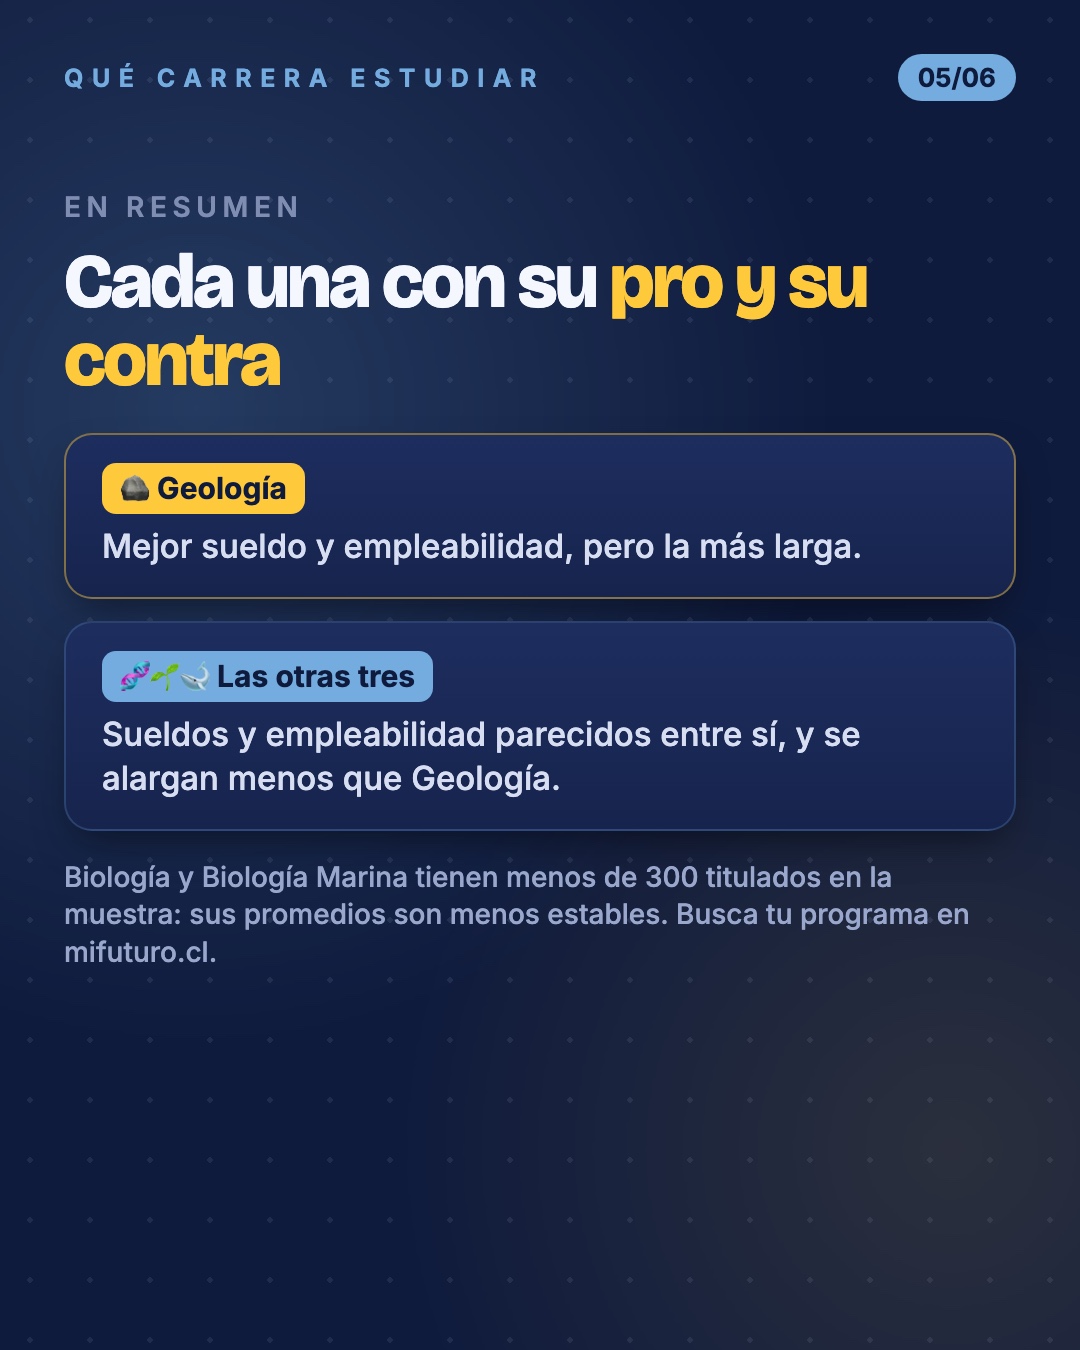 QUÉ CARRERA ESTUDIAR
05/06
EN RESUMEN
Cada una con su pro y su
contra
Geología
Mejor sueldo y empleabilidad, pero la más larga.
Las otras tres
Sueldos y empleabilidad parecidos entre sí, y se
alargan menos que Geología.
Biología y Biología Marina tienen menos de 300 titulados en la
muestra: sus promedios son menos estables. Busca tu programa en
mifuturo.cl.